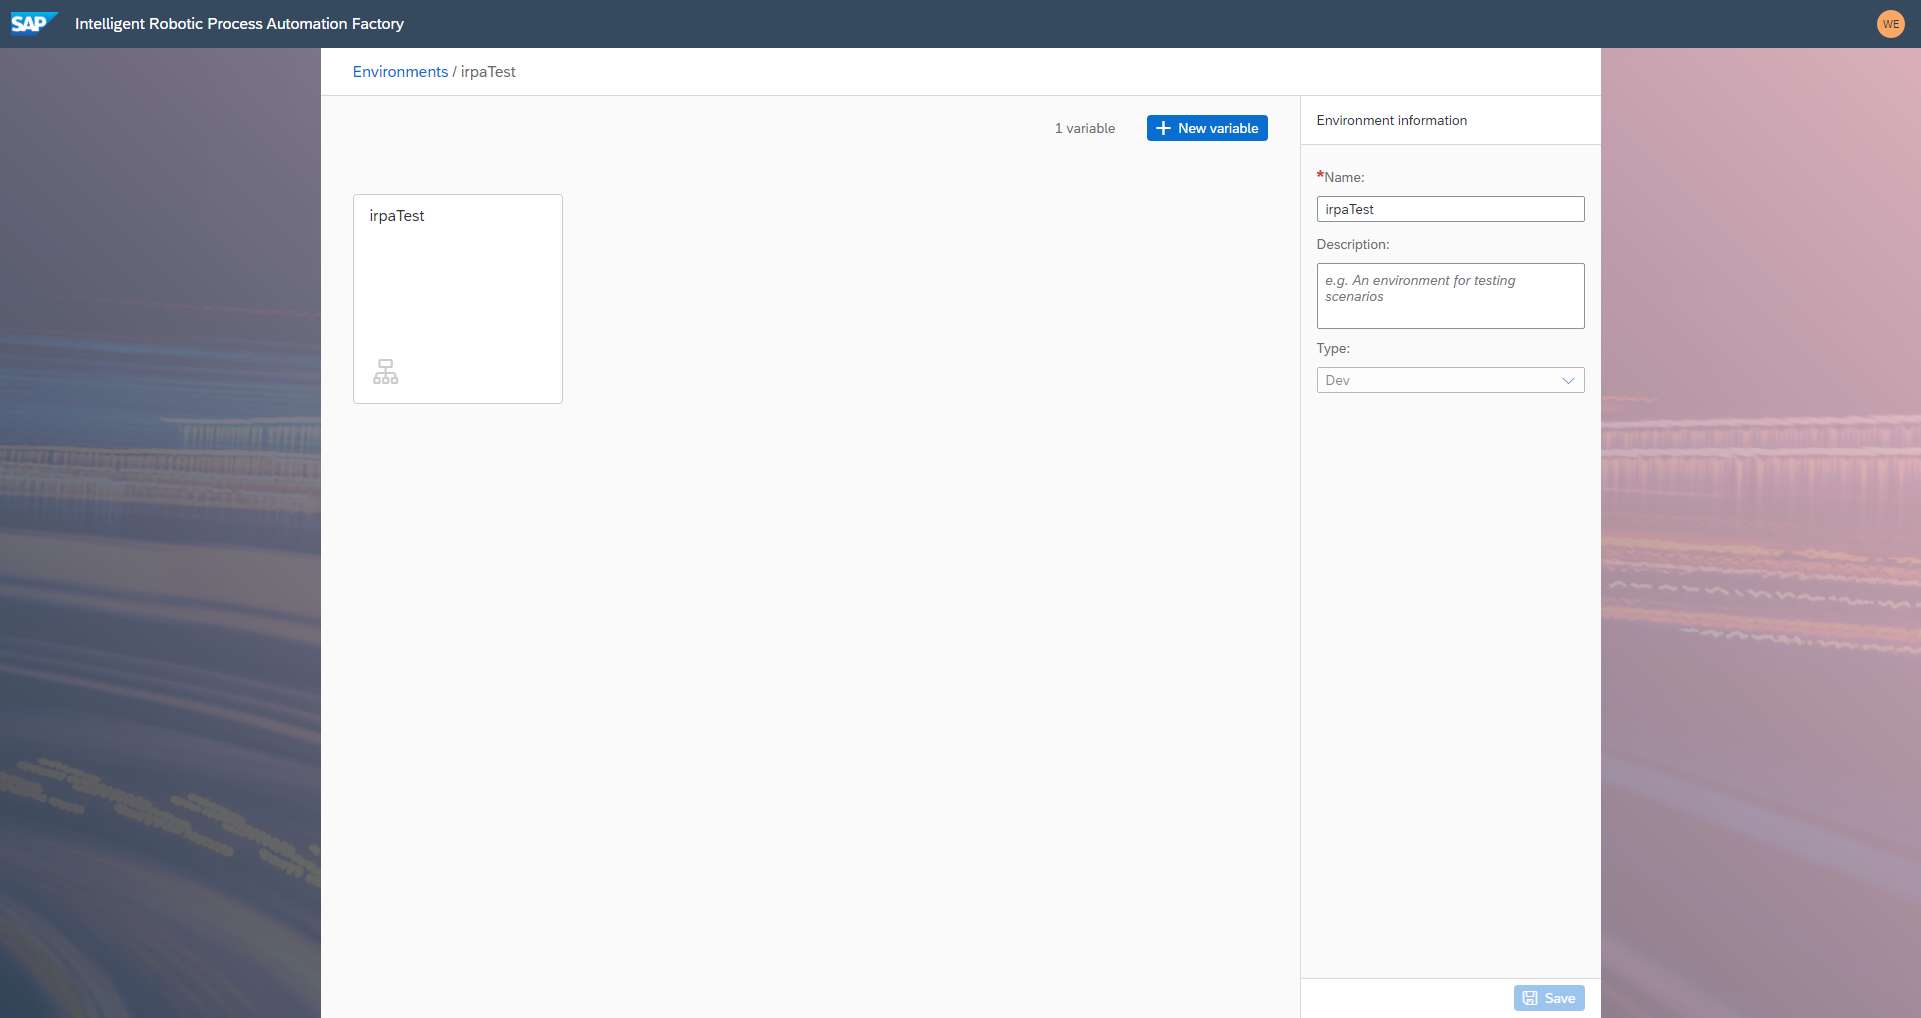 SAP Intelligent Robotic Process Automation Factory
WE
Environments / irpaTest
1 variable
New variable
irpaTest
Environment information
*Name:
irpaTest
Description:
e.g. An environment for testing
scenarios
Type:
Dev
Save